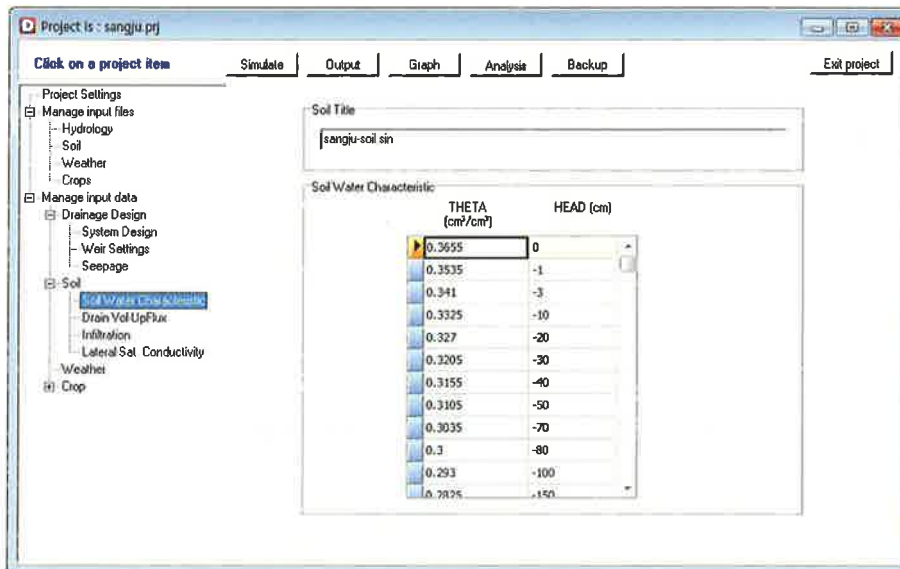 Project is : sangju.prj
Click on a project item
Simulate Output Graph Analysis Backup Exit project
Project Settings
Manage input files
Hydrology
Soil
Weather
Crops
Manage input data
Drainage Design
System Design
Weir Settings
Seepage
Soil
Soil Water Characteristic
Drain Vol-UpFlux
Infiltration
Lateral Sat. Conductivity
Weather
Crop
Soil Title
sangju-soil sin
Soil Water Characteristic
THETA HEAD (cm)
(cm³/cm³)
0.3655 0
0.3535 -1
0.341 -3
0.3325 -10
0.327 -20
0.3205 -30
0.3155 -40
0.3105 -50
0.3035 -70
0.3 -80
0.293 -100
0.2825 -150